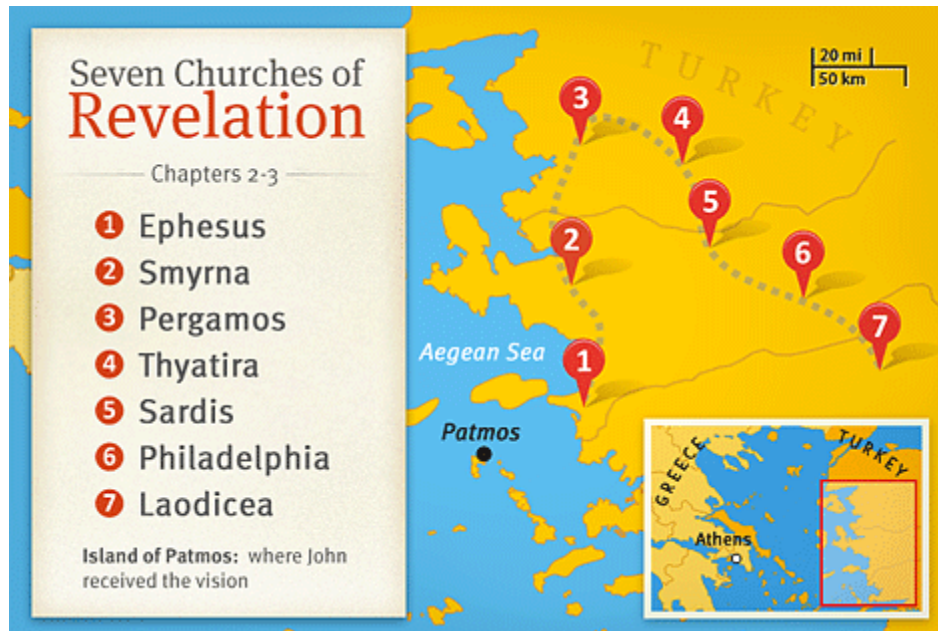 Seven Churches of
Revelation
Chapters 2-3
1 Ephesus
2 Smyrna
3 Pergamos
4 Thyatira
5 Sardis
6 Philadelphia
7 Laodicea
Island of Patmos: where John
received the vision
TURKEY
20 mi
50 km
3
4
5
2
6
7
1
Aegean Sea
Patmos
GREECE
TURKEY
Athens